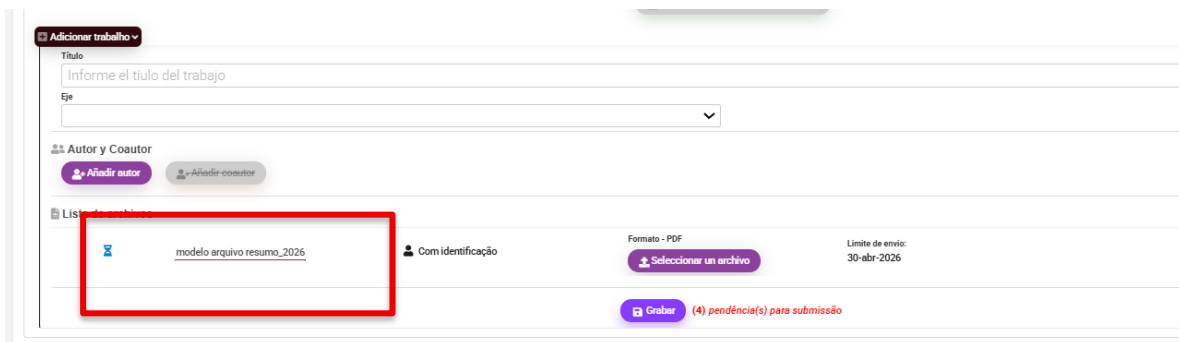 Adicionar trabalho
Título
Informe el tiulo del trabajo
Eje
Autor y Coautor
Añadir autor
Añadir coautor
Lista de archivos
modelo arquivo resumo_2026
Com identificação
Formato - PDF
Seleccionar un archivo
Limite de envio:
30-abr-2026
Grabar
(4) pendência(s) para submissão